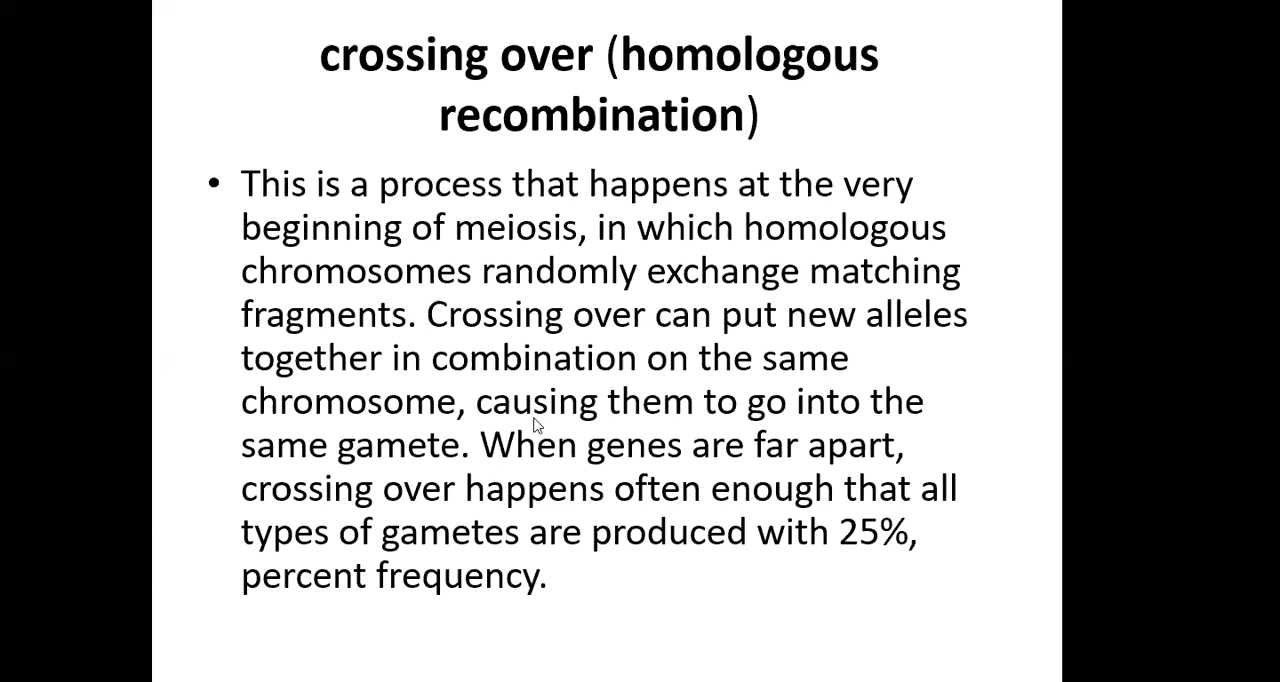 crossing over (homologous
recombination)
• This is a process that happens at the very
beginning of meiosis, in which homologous
chromosomes randomly exchange matching
fragments. Crossing over can put new alleles
together in combination on the same
chromosome, causing them to go into the
same gamete. When genes are far apart,
crossing over happens often enough that all
types of gametes are produced with 25%,
percent frequency.